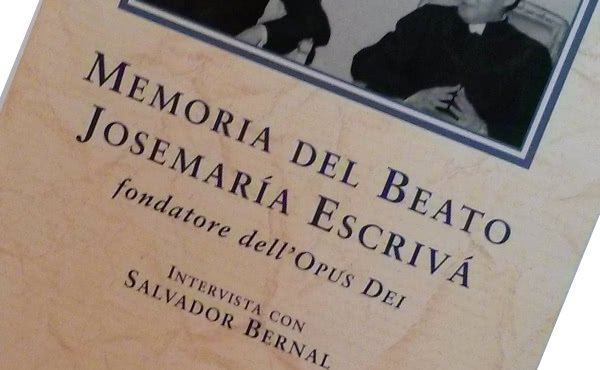 MEMORIA DEL BEATO
JOSEMARÍA ESCRIVÁ
fondatore dell'OPUS DEI
INTERVISTA CON
SALVADOR BERNAL